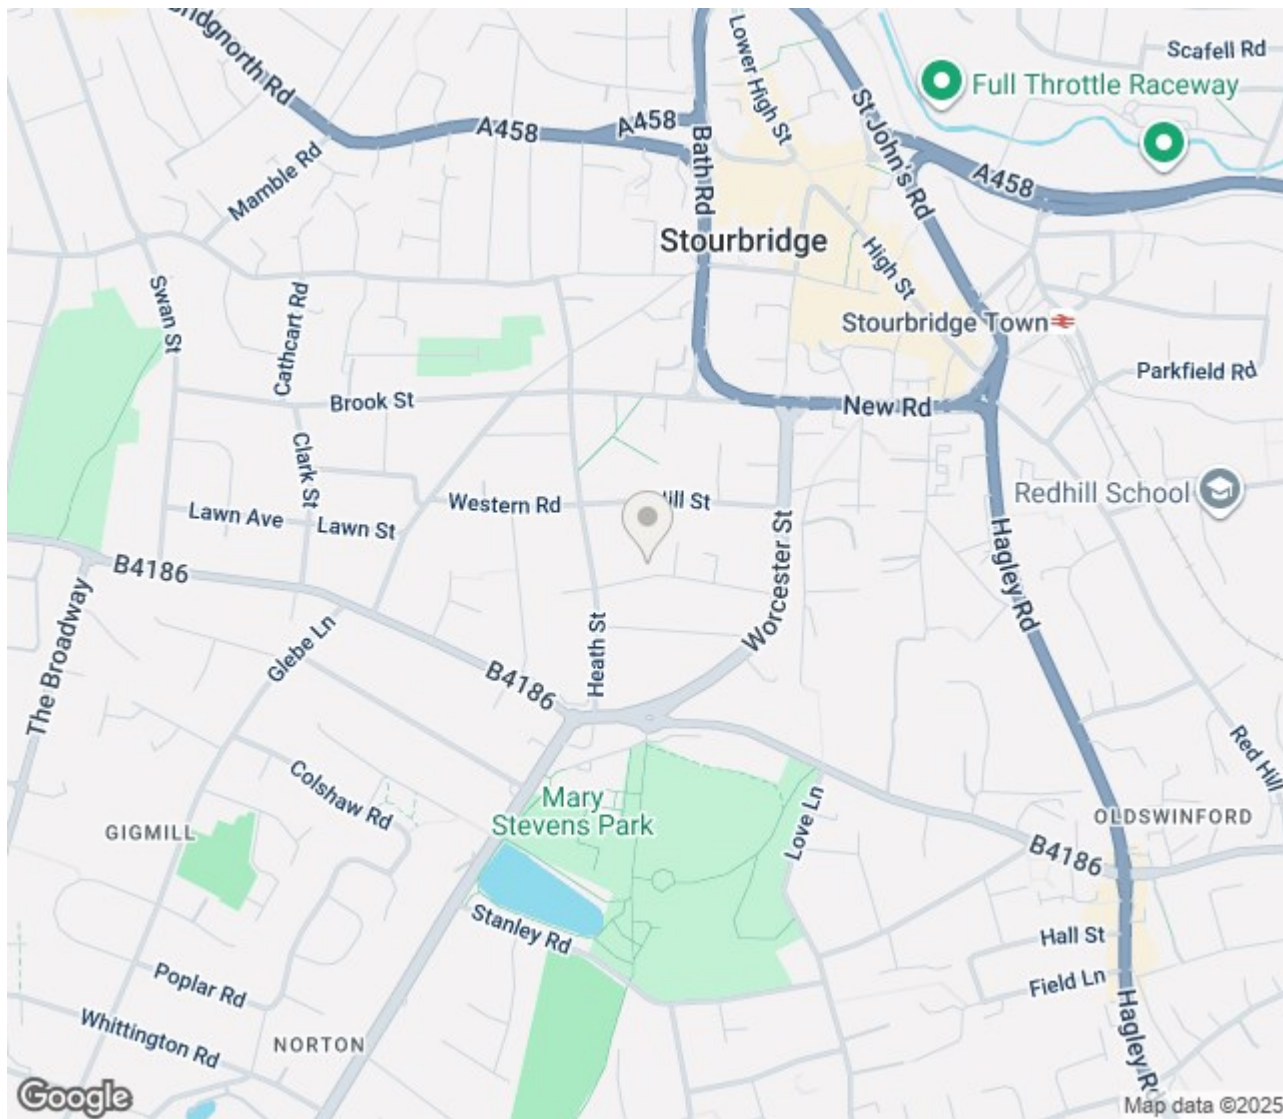 Bridgnorth Rd
A458
A458
Lower High St
St John's Rd
Scafell Rd
Full Throttle Raceway
Mamble Rd
Bath Rd
A458
Stourbridge
High St
Swan St
Cathcart Rd
Stourbridge Town
Parkfield Rd
Brook St
New Rd
Clark St
Western Rd
Hill St
Redhill School
Lawn Ave
Lawn St
B4186
Worcester St
Hagley Rd
The Broadway
Glebe Ln
Heath St
B4186
Red Hill
Colshaw Rd
Mary
Stevens Park
Love Ln
OLDSWINFORD
GIGMILL
B4186
Stanley Rd
Hall St
Poplar Rd
Field Ln
Whittington Rd
NORTON
Hagley Rd
Google
Map data ©2025